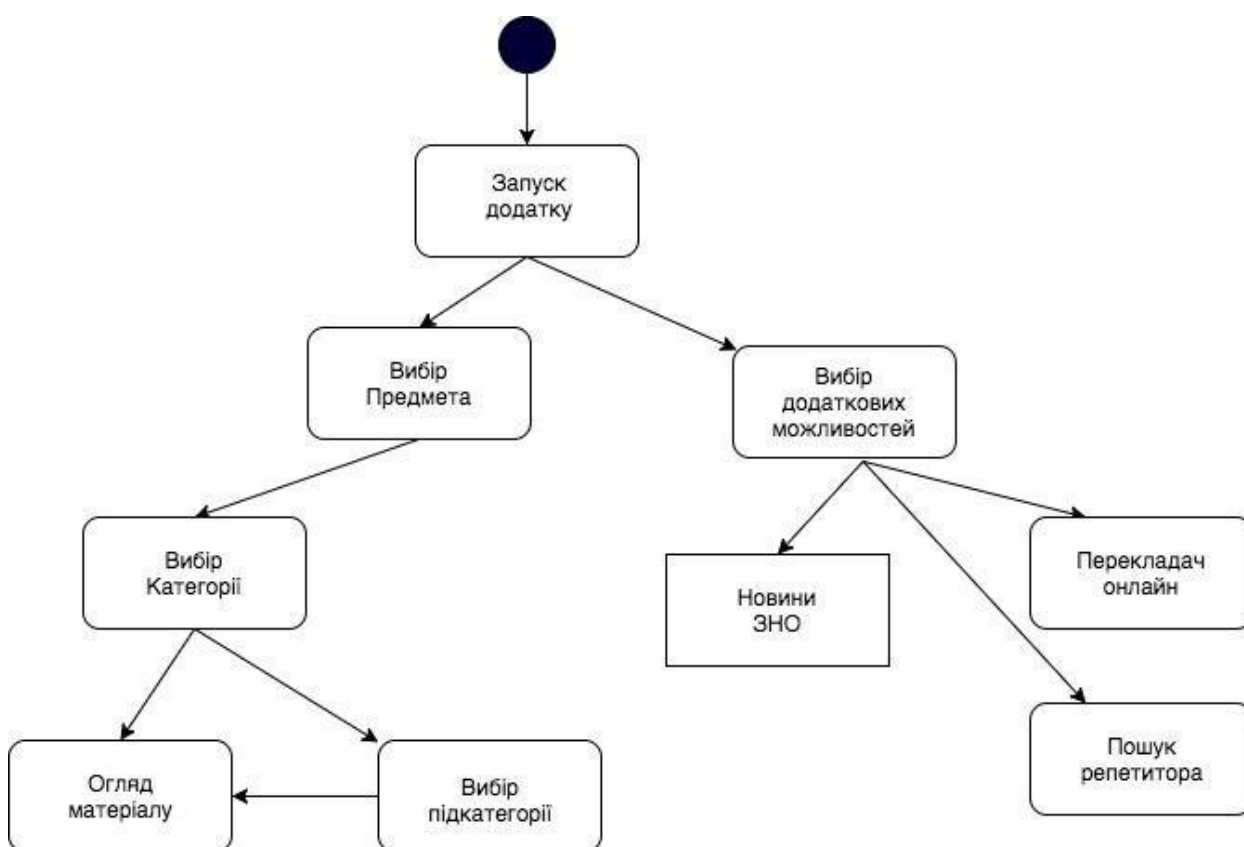 Запуск
додатку
Вибір
Предмета
Вибір
додаткових
можливостей
Вибір
Категорії
Новини
ЗНО
Перекладач
онлайн
Огляд
матеріалу
Вибір
підкатегорії
Пошук
репетитора